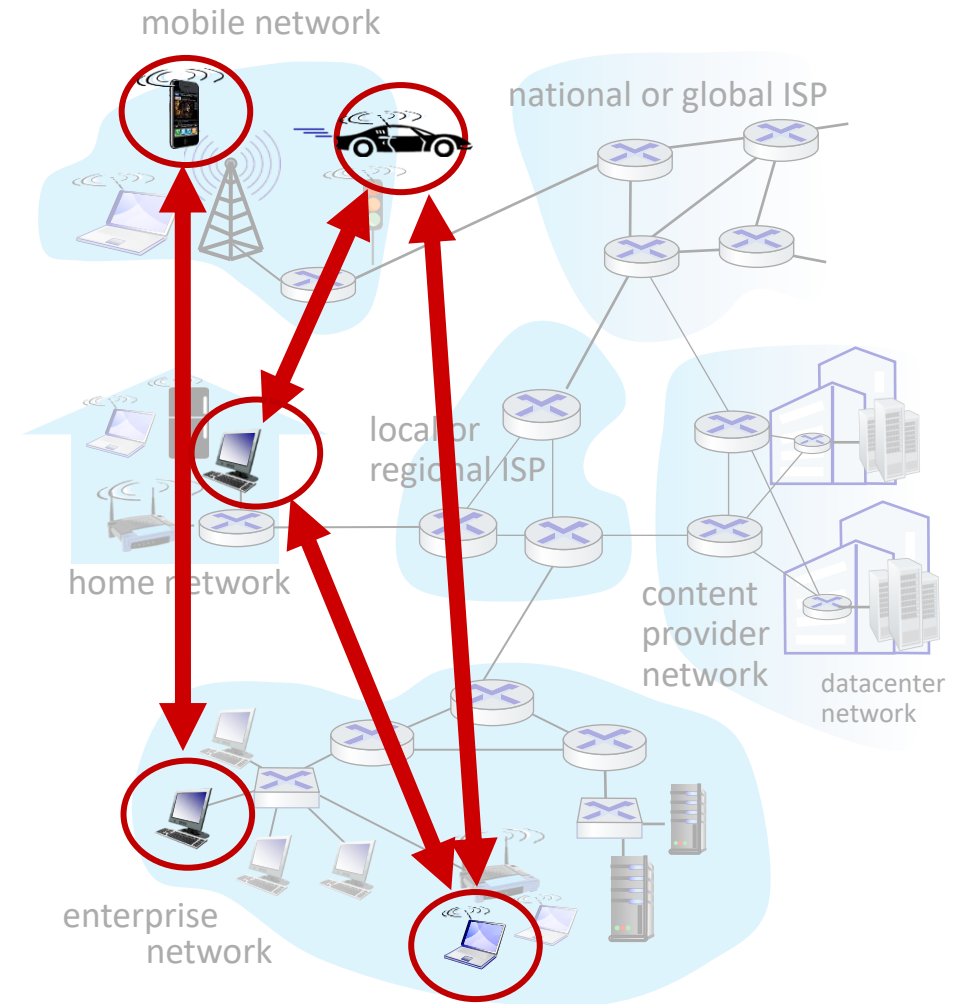 mobile network
national or global ISP
local or
regional ISP
home network
content
provider
network
datacenter
network
enterprise
network